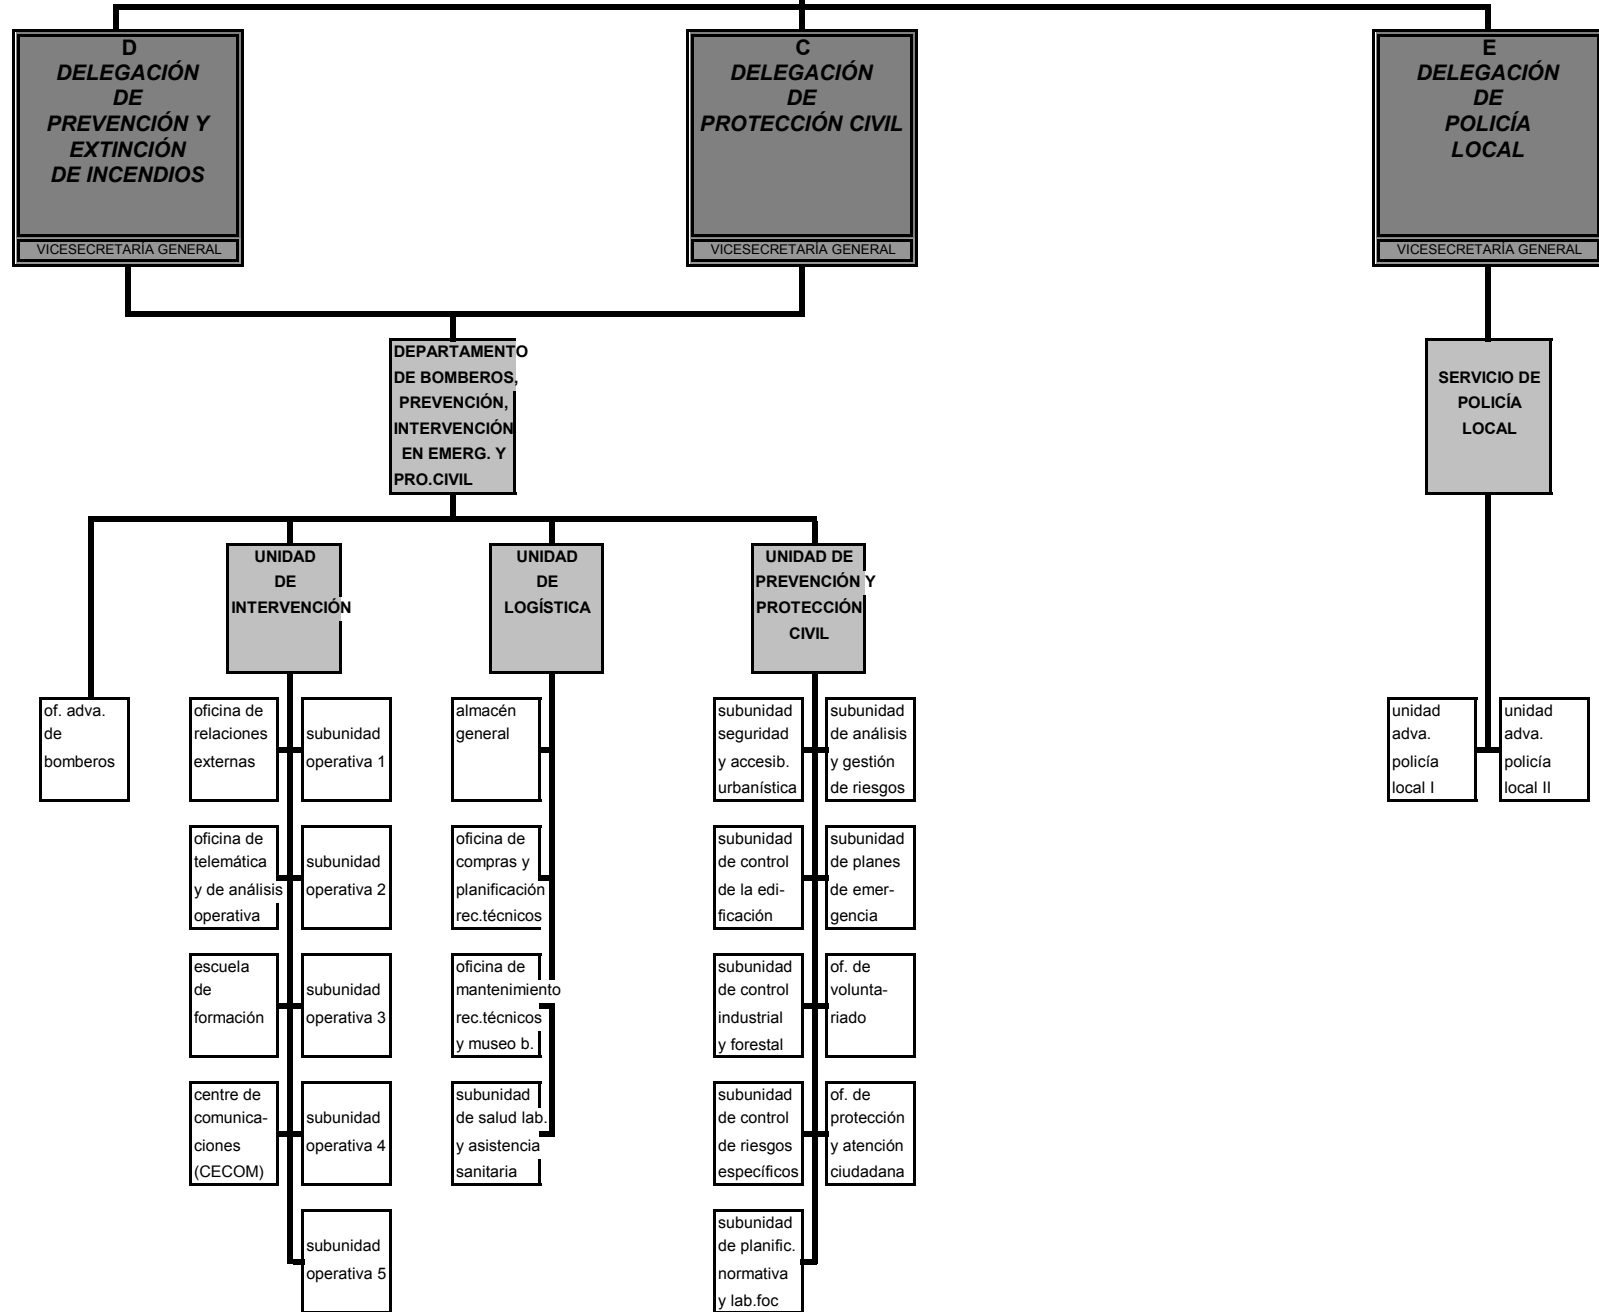 D
DELEGACIÓN
DE
PREVENCIÓN Y
EXTINCIÓN
DE INCENDIOS
VICESECRETARÍA GENERAL
C
DELEGACIÓN
DE
PROTECCIÓN CIVIL
VICESECRETARÍA GENERAL
E
DELEGACIÓN
DE
POLICÍA
LOCAL
VICESECRETARÍA GENERAL
DEPARTAMENTO
DE BOMBEROS,
PREVENCIÓN,
INTERVENCIÓN
EN EMERG. Y
PRO.CIVIL
SERVICIO DE
POLICÍA
LOCAL
UNIDAD
DE
INTERVENCIÓN
UNIDAD
DE
LOGÍSTICA
UNIDAD DE
PREVENCIÓN Y
PROTECCIÓN
CIVIL
of. adva.
de
bomberos
oficina de
relaciones
externas
subunidad
operativa 1
almacén
general
subunidad
seguridad
y accesib.
urbanística
subunidad
de análisis
y gestión
de riesgos
unidad
adva.
policía
local I
unidad
adva.
policía
local II
oficina de
telemática
y de análisis
operativa
subunidad
operativa 2
oficina de
compras y
planificación
rec.técnicos
subunidad
de control
de la edi-
ficación
subunidad
de planes
de emer-
gencia
escuela
de
formación
subunidad
operativa 3
oficina de
mantenimiento
rec.técnicos
y museo b.
subunidad
de control
industrial
y forestal
of. de
volunta-
riado
centre de
comunica-
ciones
(CECOM)
subunidad
operativa 4
subunidad
de salud lab.
y asistencia
sanitaria
subunidad
de control
de riesgos
específicos
of. de
protección
y atención
ciudadana
subunidad
operativa 5
subunidad
de planific.
normativa
y lab.foc